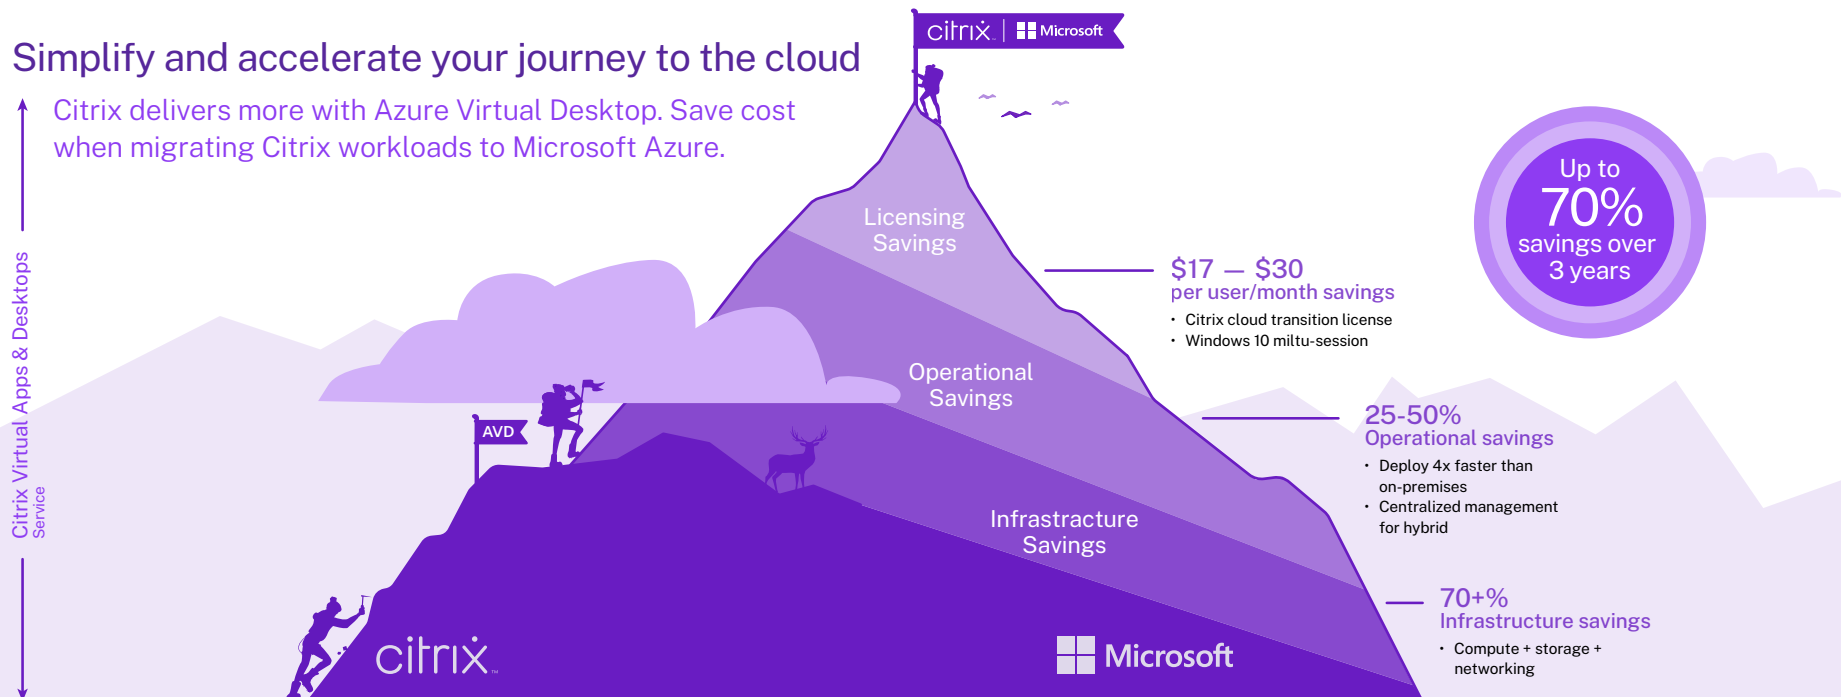 citrix | Microsoft
Simplify and accelerate your journey to the cloud
Citrix delivers more with Azure Virtual Desktop. Save cost
when migrating Citrix workloads to Microsoft Azure.
Citrix Virtual Apps & Desktops
Service
Up to
70%
savings over
3 years
Licensing
Savings
$17 — $30
per user/month savings
• Citrix cloud transition license
• Windows 10 miltu-session
Operational
Savings
25-50%
Operational savings
• Deploy 4x faster than
on-premises
• Centralized management
for hybrid
AVD
Infrastracture
Savings
70+%
Infrastructure savings
• Compute + storage +
networking
citrix™
Microsoft